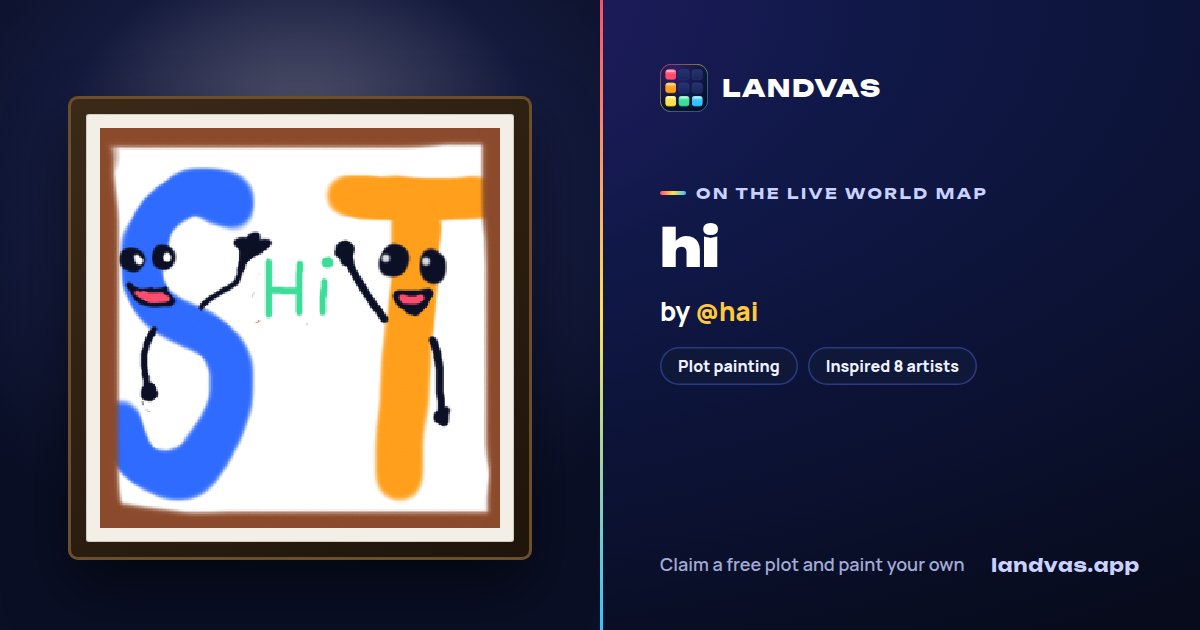 S Hi T
LANDVAS
ON THE LIVE WORLD MAP
hi
by @hai
Plot painting
Inspired 8 artists
Claim a free plot and paint your own
landvas.app